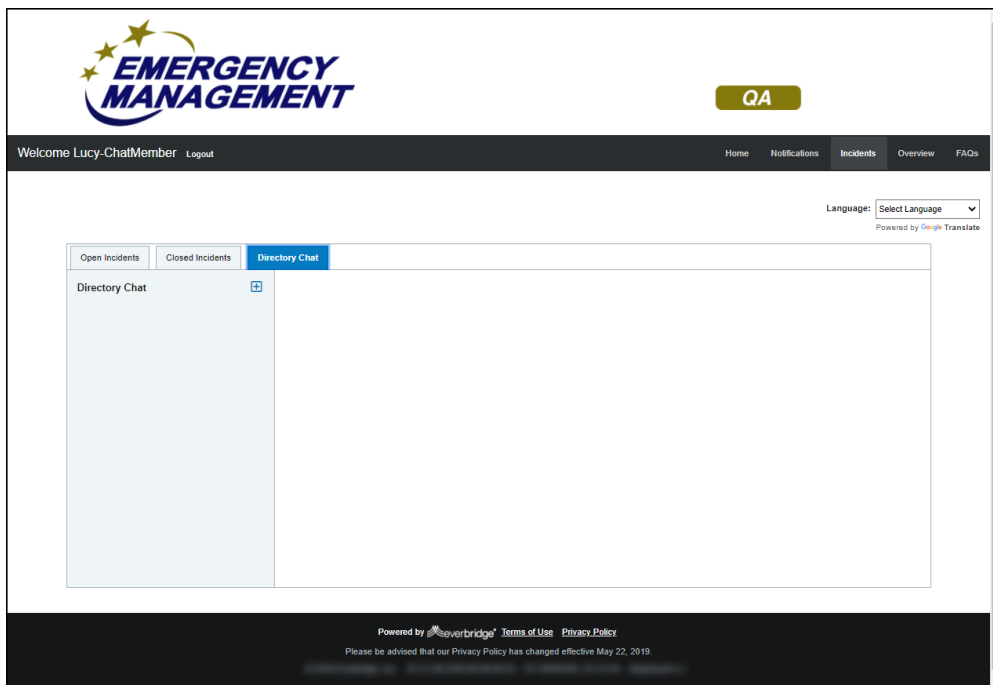 EMERGENCY
MANAGEMENT
QA
Welcome Lucy-ChatMember Logout
Home Notifications Incidents Overview FAQs
Language: Select Language
Powered by Google Translate
Open Incidents Closed Incidents Directory Chat
Directory Chat
Powered by everbridge Terms of Use Privacy Policy
Please be advised that our Privacy Policy has changed effective May 22, 2019.